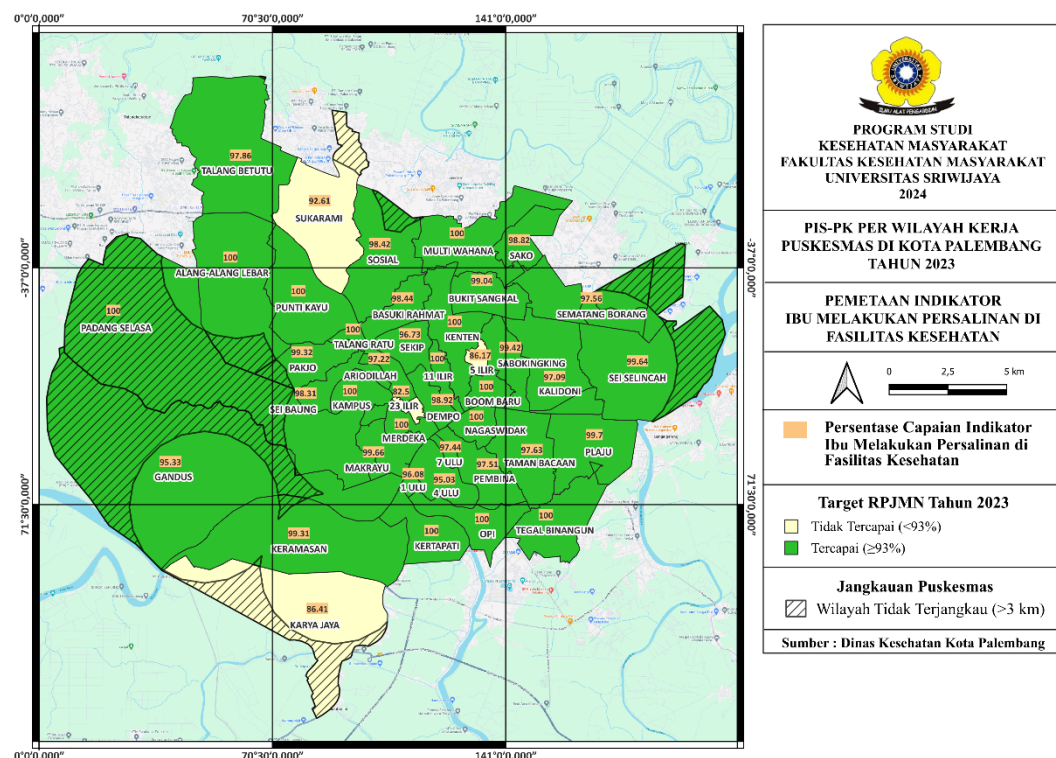 0°0'0,000"
70°30'0,000"
141°0'0,000"
97.86
TALANG BETUTU
92.61
SUKARAMI
98.42
SOSIAL
100
MULTI WAHANA
98.82
SAKO
100
ALANG-ALANG LEBAR
-37°0'0,000"
100
PUNTI KAYU
98.44
BASUKI RAHMAT
99.04
BUKIT SANGKAL
97.56
SEMATANG BORANG
100
PADANG SELASA
100
TALANG RATU
96.73
SEKIP
100
KENTEN
99.32
PAKJO
97.22
ARIODILLAH
100
11 ILIR
86.17
5 ILIR
99.42
SABOKINGKING
99.64
SEI SELINCAH
97.09
KALIDONI
98.31
SEI BAUNG
100
KAMPUS
82.5
23 ILIR
98.92
DEMPO
100
BOOM BARU
100
NAGASWIDAK
100
MERDEKA
99.7
PLAJU
99.66
MAKRAYU
97.44
7 ULU
97.51
PEMBINA
97.63
TAMAN BACAAN
95.33
GANDUS
96.08
1 ULU
95.03
4 ULU
71°30'0,000"
99.31
KERAMASAN
100
KERTAPATI
100
OPI
100
TEGAL BINANGUN
86.41
KARYA JAYA
0°0'0,000"
70°30'0,000"
141°0'0,000"
PROGRAM STUDI
KESEHATAN MASYARAKAT
FAKULTAS KESEHATAN MASYARAKAT
UNIVERSITAS SRIWIJAYA
2024
PIS-PK PER WILAYAH KERJA
PUSKESMAS DI KOTA PALEMBANG
TAHUN 2023
PEMETAAN INDIKATOR
IBU MELAKUKAN PERSALINAN DI
FASILITAS KESEHATAN
0 2,5 5 km
Persentase Capaian Indikator
Ibu Melakukan Persalinan di
Fasilitas Kesehatan
Target RPJMN Tahun 2023
Tidak Tercapai (<93%)
Tercapai (≥93%)
Jangkauan Puskesmas
Wilayah Tidak Terjangkau (>3 km)
Sumber : Dinas Kesehatan Kota Palembang